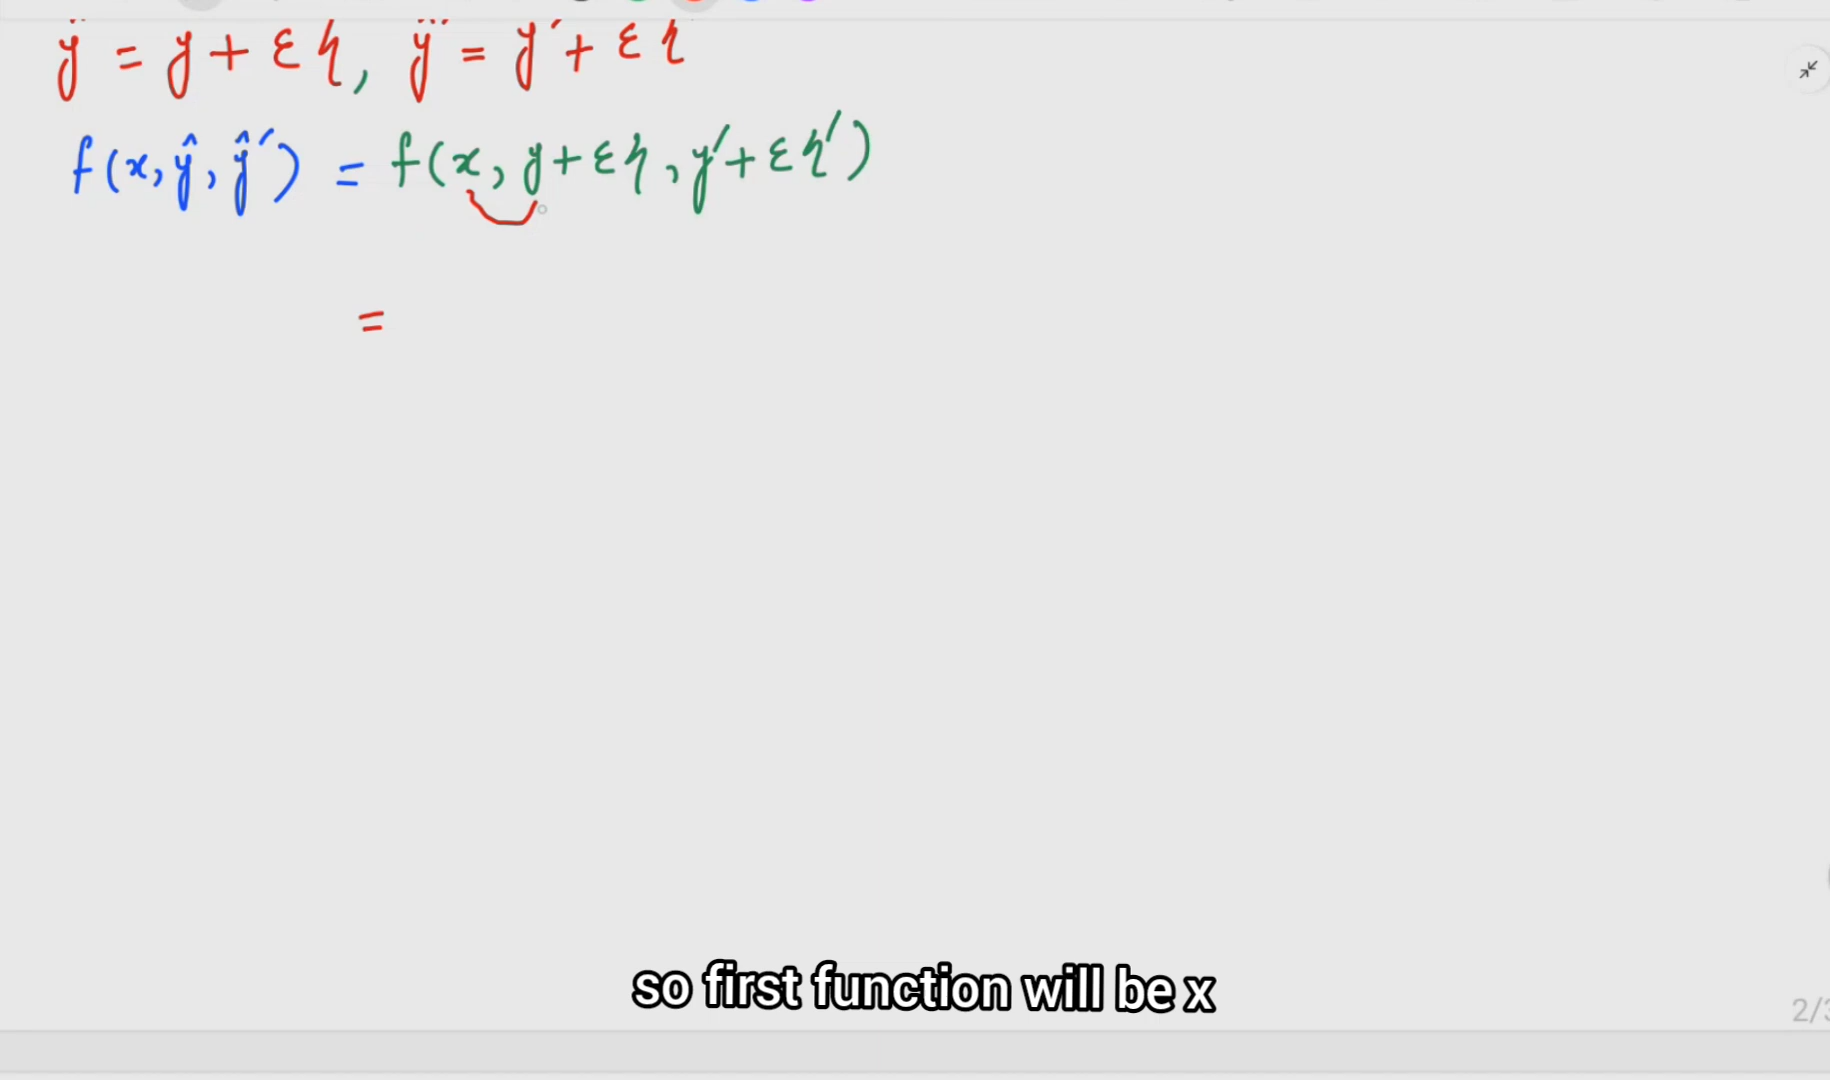 ŷ = y + εη, ŷ' = y' + εη
f(x, ŷ, ŷ') = f(x, y + εη, y' + εη')
=
so first function will be x
2/3